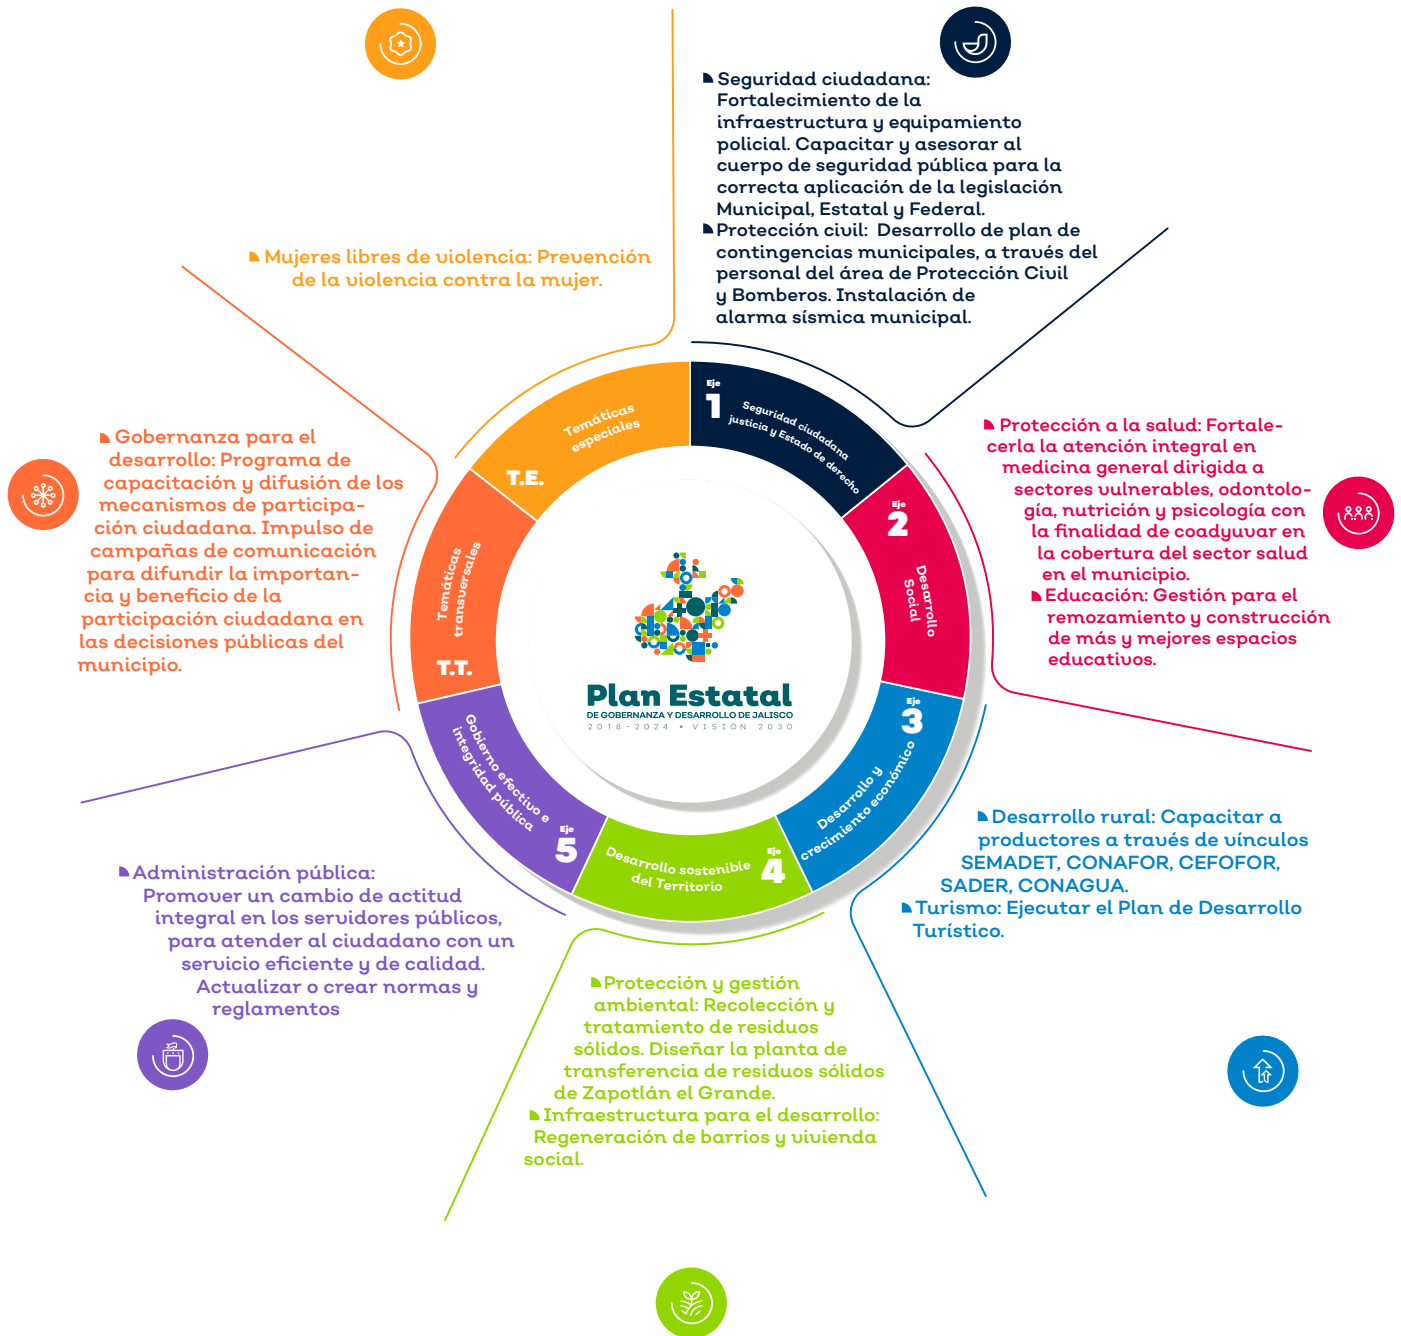 Seguridad ciudadana:
Fortalecimiento de la
infraestructura y equipamiento
policial. Capacitar y asesorar al
cuerpo de seguridad pública para la
correcta aplicación de la legislación
Municipal, Estatal y Federal.
Protección civil: Desarrollo de plan de
contingencias municipales, a través del
personal del área de Protección Civil
y Bomberos. Instalación de
alarma sísmica municipal.
Mujeres libres de violencia: Prevención
de la violencia contra la mujer.
Eje
1
Seguridad ciudadana
justicia y Estado de derecho
Temáticas
especiales
T.E.
Gobernanza para el
desarrollo: Programa de
capacitación y difusión de los
mecanismos de participa-
ción ciudadana. Impulso de
campañas de comunicación
para difundir la importan-
cia y beneficio de la
participación ciudadana en
las decisiones públicas del
municipio.
Protección a la salud: Fortale-
cerla la atención integral en
medicina general dirigida a
sectores vulnerables, odontolo-
gía, nutrición y psicología con
la finalidad de coadyuvar en
la cobertura del sector salud
en el municipio.
Educación: Gestión para el
remozamiento y construcción
de más y mejores espacios
educativos.
Eje
2
Desarrollo
Social
Temáticas
transversales
T.T.
Plan Estatal
DE GOBERNANZA Y DESARROLLO DE JALISCO
2018-2024 • VISIÓN 2030
Eje
3
Desarrollo y
crecimiento económico
Gobierno efectivo e
integridad pública
Eje
5
Desarrollo sostenible
del Territorio
Eje
4
Desarrollo rural: Capacitar a
productores a través de vínculos
SEMADET, CONAFOR, CEFOFOR,
SADER, CONAGUA.
Turismo: Ejecutar el Plan de Desarrollo
Turístico.
Administración pública:
Promover un cambio de actitud
integral en los servidores públicos,
para atender al ciudadano con un
servicio eficiente y de calidad.
Actualizar o crear normas y
reglamentos
Protección y gestión
ambiental: Recolección y
tratamiento de residuos
sólidos. Diseñar la planta de
transferencia de residuos sólidos
de Zapotlán el Grande.
Infraestructura para el desarrollo:
Regeneración de barrios y vivienda
social.